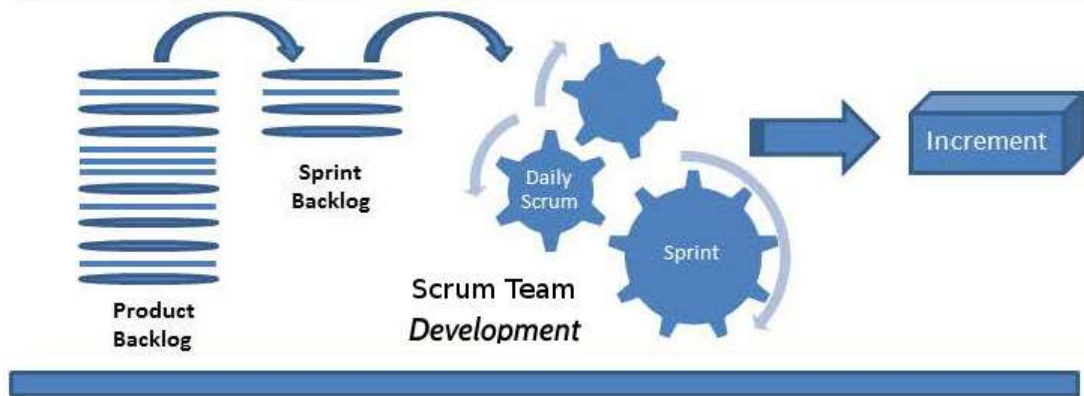 Product
Backlog
Sprint
Backlog
Daily
Scrum
Sprint
Scrum Team
Development
Increment